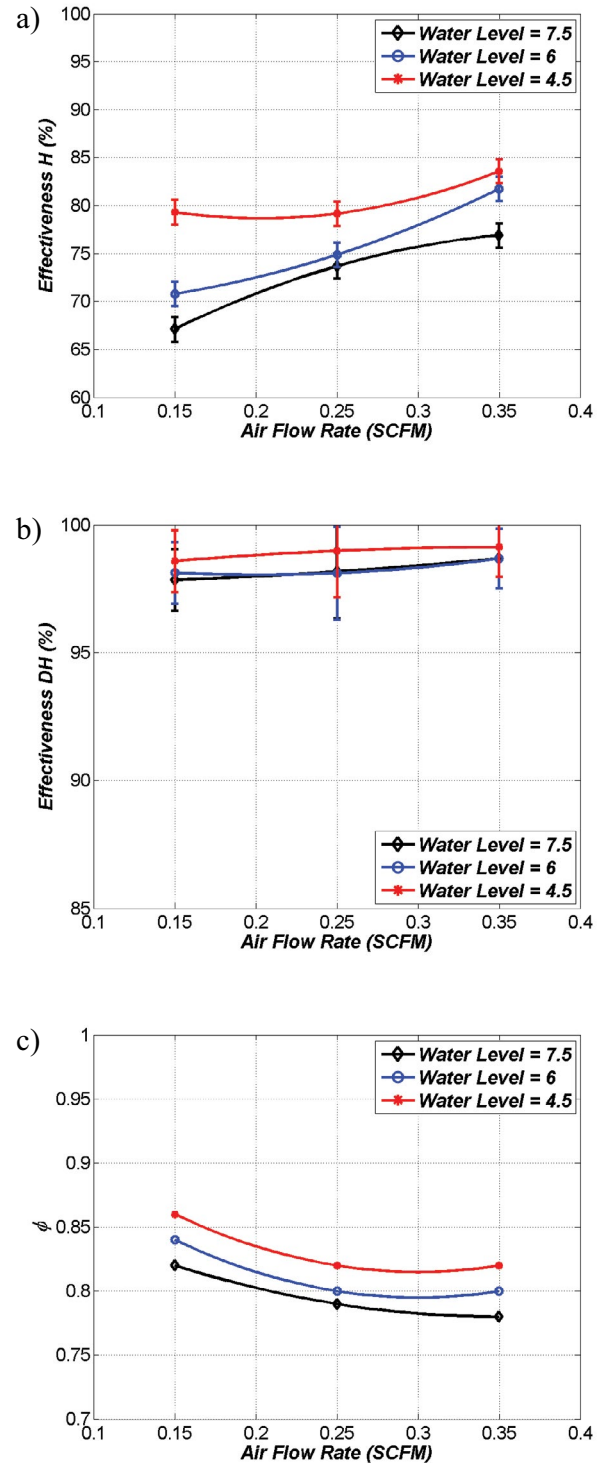 a)
100
95
90
85
80
75
70
65
60
Effectiveness H (%)
Water Level = 7.5
Water Level = 6
Water Level = 4.5
0.1 0.15 0.2 0.25 0.3 0.35 0.4
Air Flow Rate (SCFM)
b)
100
95
90
85
Effectiveness DH (%)
Water Level = 7.5
Water Level = 6
Water Level = 4.5
0.1 0.15 0.2 0.25 0.3 0.35 0.4
Air Flow Rate (SCFM)
c)
1
0.95
0.9
0.85
0.8
0.75
0.7
ϕ
Water Level = 7.5
Water Level = 6
Water Level = 4.5
0.1 0.15 0.2 0.25 0.3 0.35 0.4
Air Flow Rate (SCFM)